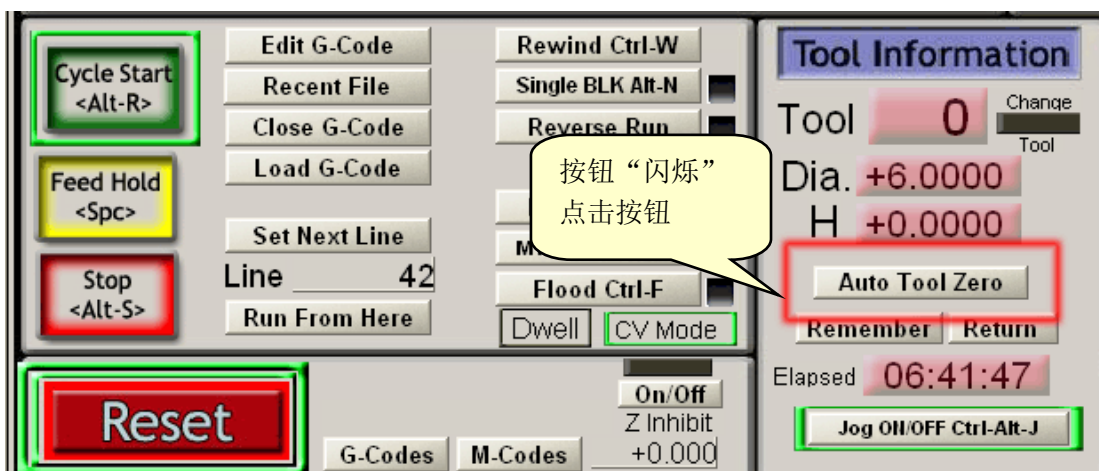 Cycle Start
<Alt-R>
Feed Hold
<Spc>
Stop
<Alt-S>
Edit G-Code
Recent File
Close G-Code
Load G-Code
Set Next Line
Line 42
Run From Here
Rewind Ctrl-W
Single BLK Alt-N
Reverse Run
按钮“闪烁”
点击按钮
Flood Ctrl-F
Dwell
CV Mode
Tool Information
Tool 0
Change
Tool
Dia. +6.0000
H +0.0000
Auto Tool Zero
Remember
Return
Elapsed 06:41:47
Jog ON/OFF Ctrl-Alt-J
Reset
G-Codes
M-Codes
On/Off
Z Inhibit
+0.000